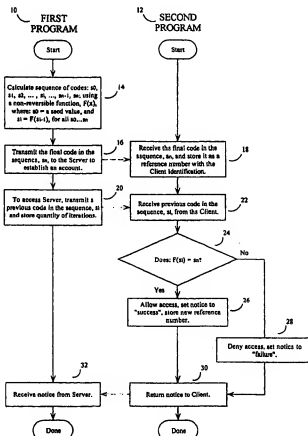 10
FIRST
PROGRAM
Start
Calculate sequence of codes: s0,
s1, s2, ... , si, ... , sn-1, sn, using
a non-reversible function, F(x),
where: s0 = a seed value, and
si = F(si-1), for all s0...sn
14
Transmit the final code in the
sequence, sn, to the Server to
establish an account.
16
To access Server, transmit a
previous code in the sequence, si
and store quantity of iterations.
20
Receive notice from Server.
32
Done
12
SECOND
PROGRAM
Start
Receive the final code in the
sequence, sn, and store it as a
reference number with the
Client Identification.
18
Receive previous code in the
sequence, si, from the Client.
22
Does: F(si) = sn?
24
No
Yes
Allow access, set notice to
"success", store new reference
number.
26
28
Deny access, set notice to
"failure".
30
Return notice to Client.
Done